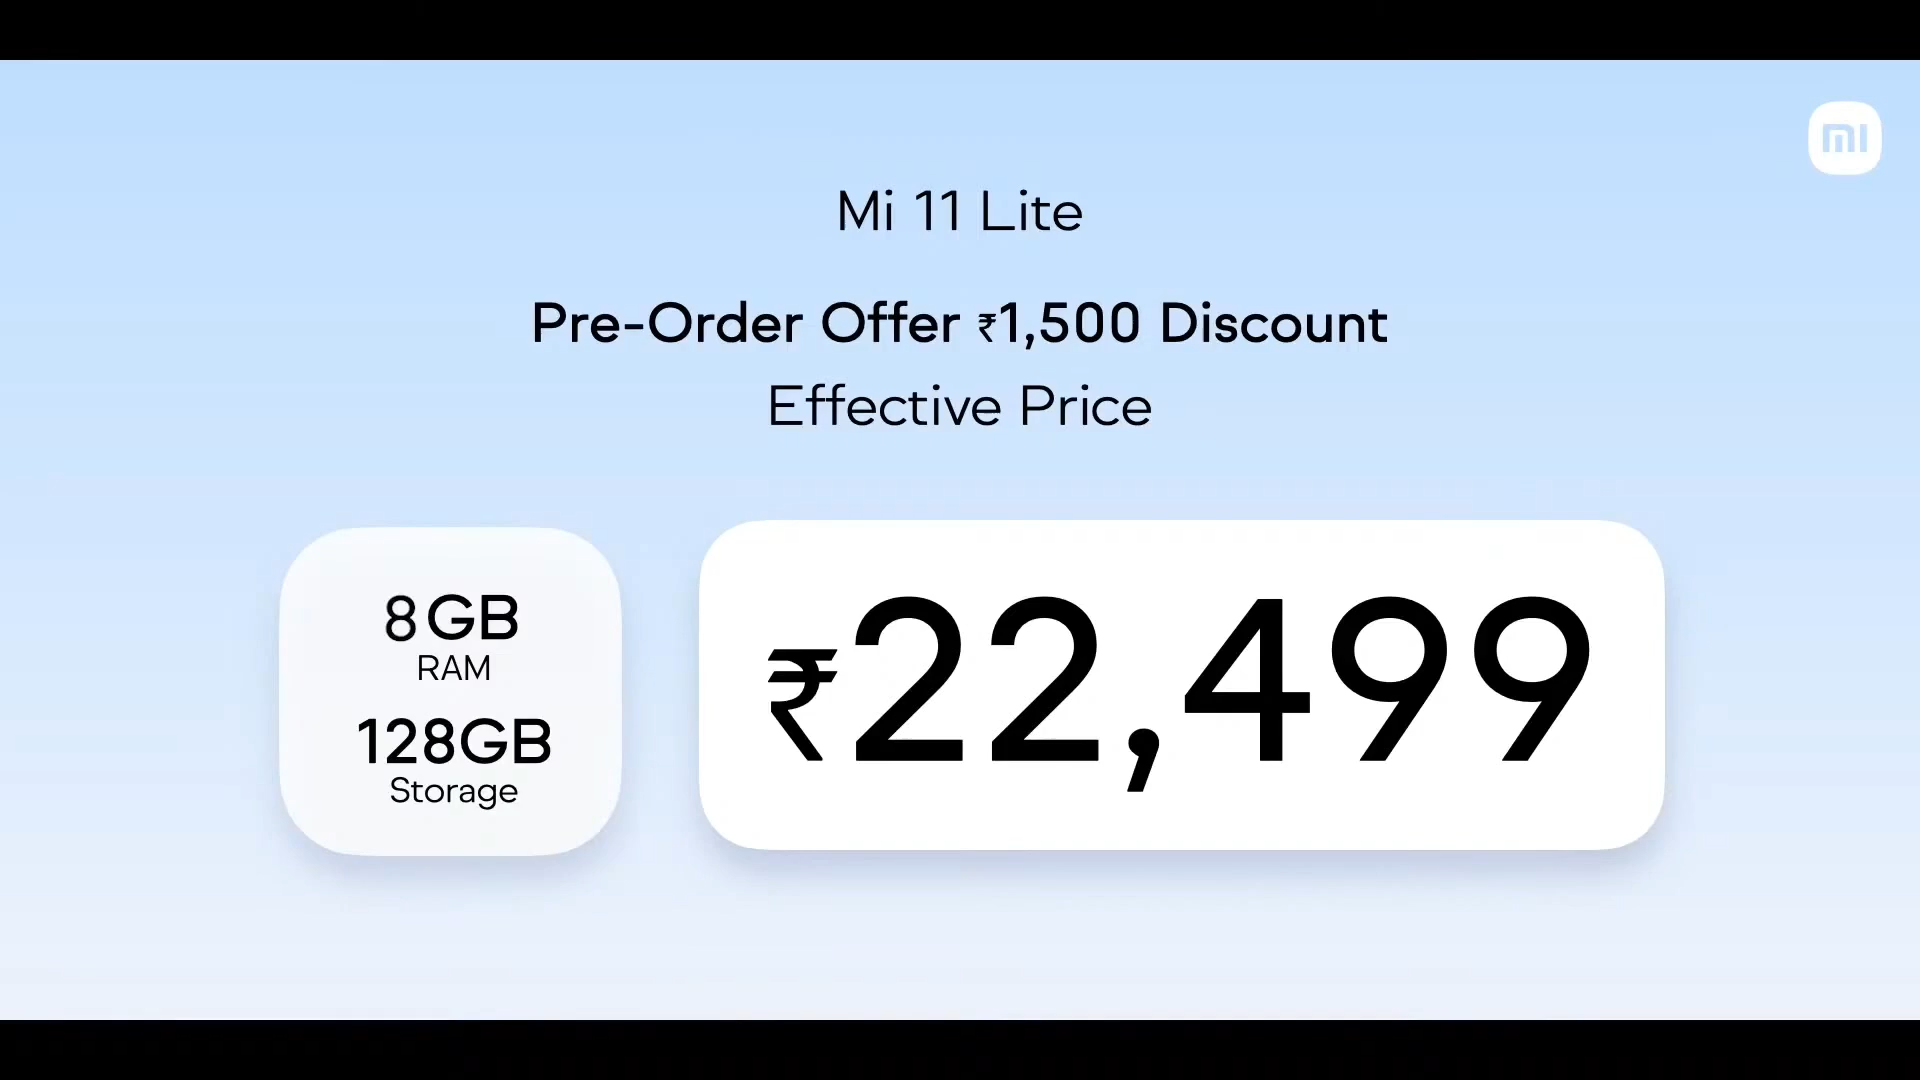 mi
Mi 11 Lite
Pre-Order Offer ₹1,500 Discount
Effective Price
8GB
RAM
128GB
Storage
₹22,499